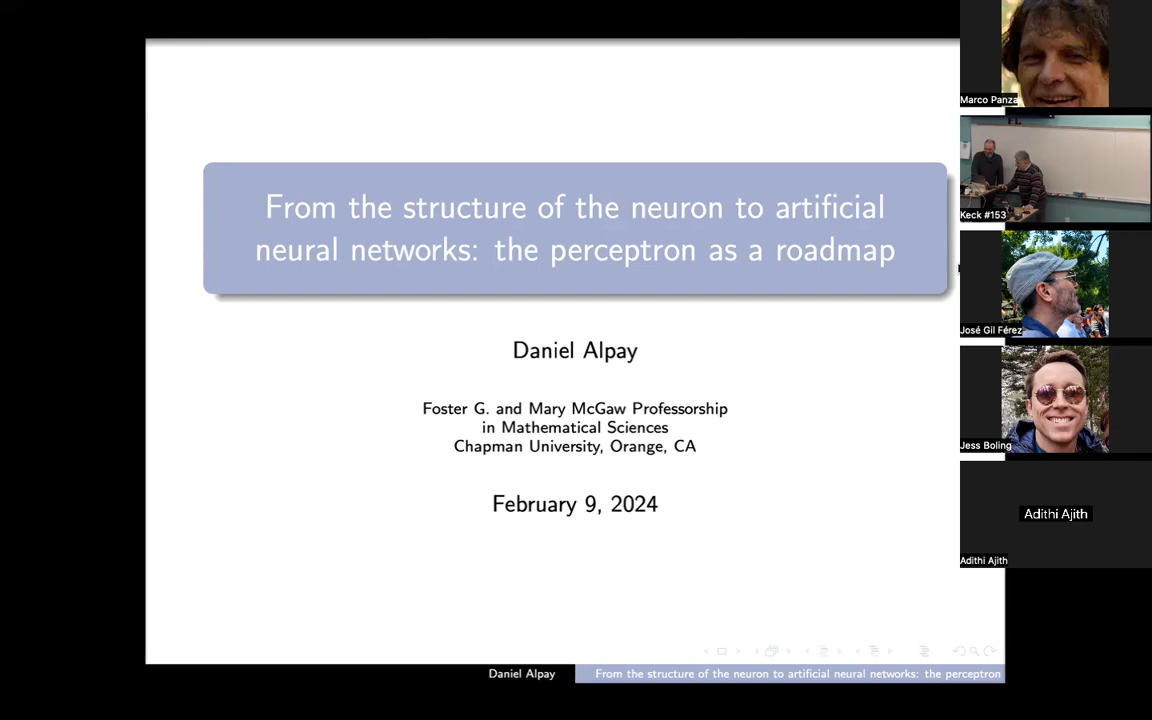 From the structure of the neuron to artificial
neural networks: the perceptron as a roadmap
Daniel Alpay
Foster G. and Mary McGaw Professorship
in Mathematical Sciences
Chapman University, Orange, CA
February 9, 2024
Daniel Alpay
From the structure of the neuron to artificial neural networks: the perceptron
Marco Panza
Keck #153
José Gil Férez
Jess Boling
Adithi Ajith
Adithi Ajith